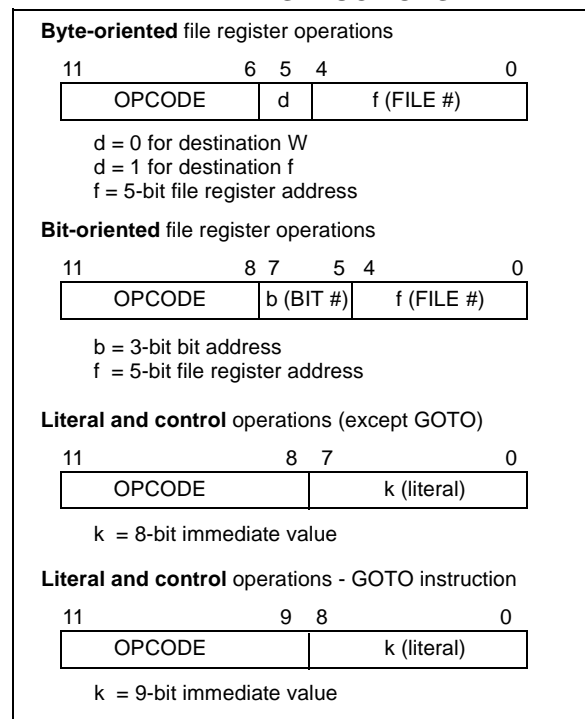 Byte-oriented file register operations
11 6 5 4 0
OPCODE d f (FILE #)
d = 0 for destination W
d = 1 for destination f
f = 5-bit file register address
Bit-oriented file register operations
11 8 7 5 4 0
OPCODE b (BIT #) f (FILE #)
b = 3-bit bit address
f = 5-bit file register address
Literal and control operations (except GOTO)
11 8 7 0
OPCODE k (literal)
k = 8-bit immediate value
Literal and control operations - GOTO instruction
11 9 8 0
OPCODE k (literal)
k = 9-bit immediate value